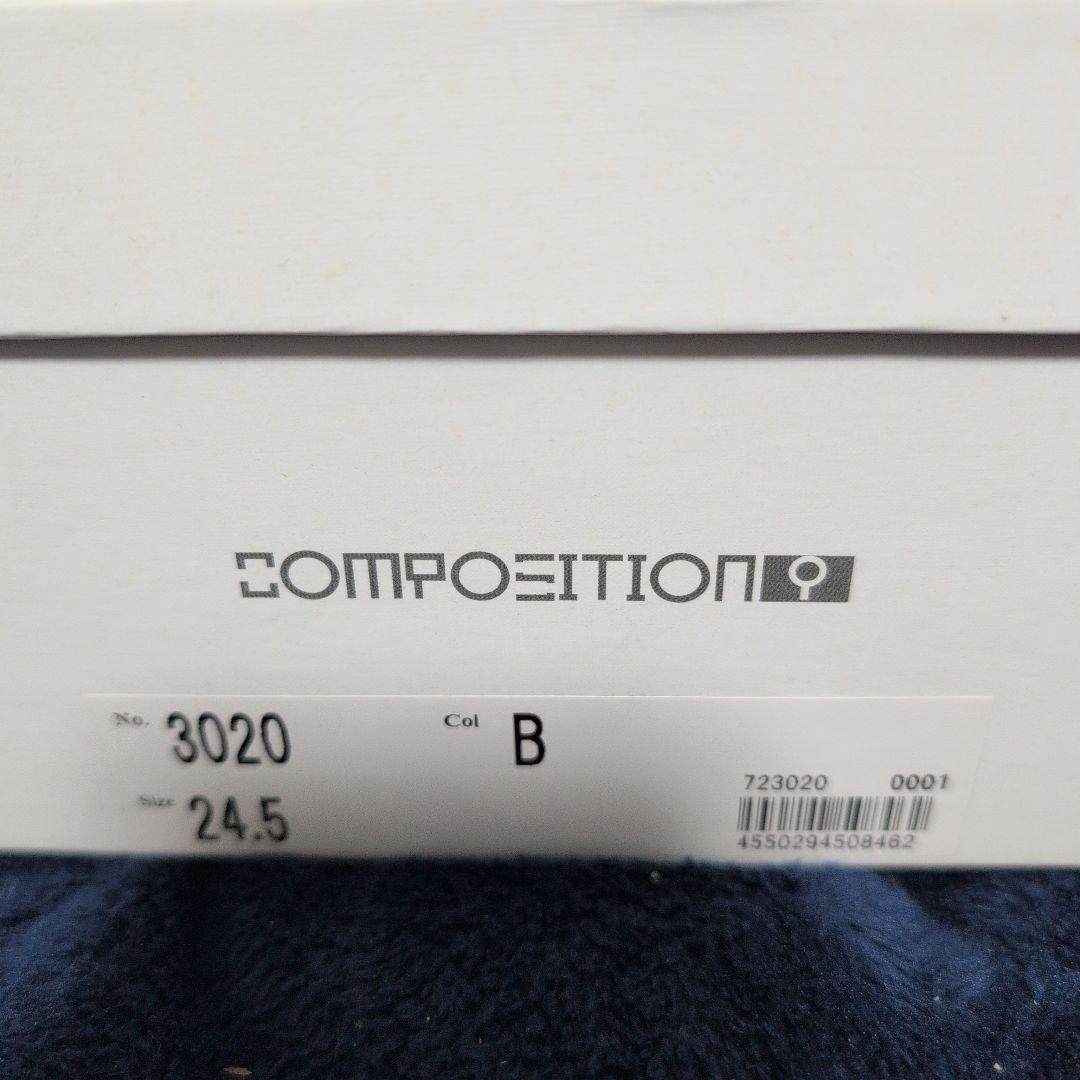 COMPOSITION9
No. 3020 Col B
Size 24.5
723020 0001
4550294508462